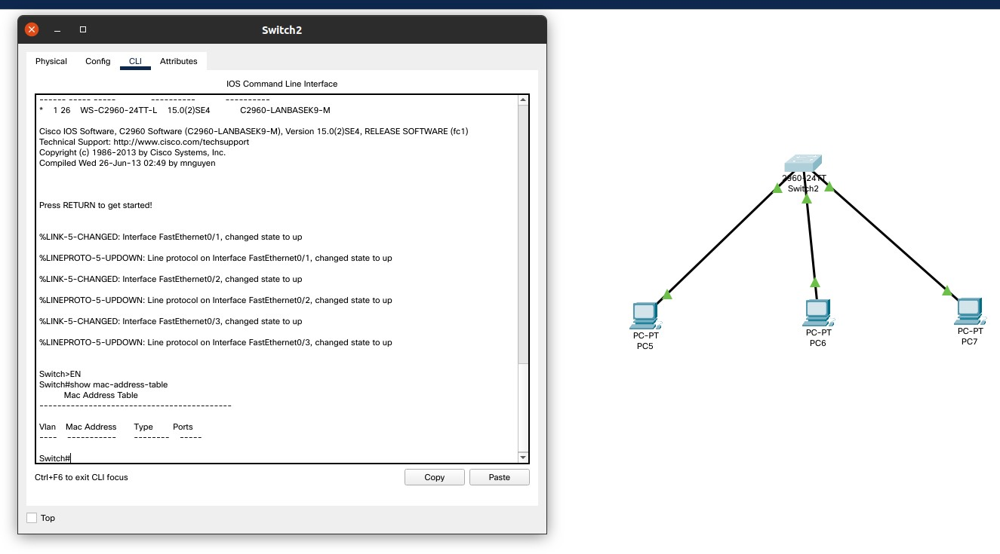 Switch2
Physical Config CLI Attributes
IOS Command Line Interface
------ ----- ----- ---------- ----------
* 1 26 WS-C2960-24TT-L 15.0(2)SE4 C2960-LANBASEK9-M
Cisco IOS Software, C2960 Software (C2960-LANBASEK9-M), Version 15.0(2)SE4, RELEASE SOFTWARE (fc1)
Technical Support: http://www.cisco.com/techsupport
Copyright (c) 1986-2013 by Cisco Systems, Inc.
Compiled Wed 26-Jun-13 02:49 by mnguyen
Press RETURN to get started!
%LINK-5-CHANGED: Interface FastEthernet0/1, changed state to up
%LINEPROTO-5-UPDOWN: Line protocol on Interface FastEthernet0/1, changed state to up
%LINK-5-CHANGED: Interface FastEthernet0/2, changed state to up
%LINEPROTO-5-UPDOWN: Line protocol on Interface FastEthernet0/2, changed state to up
%LINK-5-CHANGED: Interface FastEthernet0/3, changed state to up
%LINEPROTO-5-UPDOWN: Line protocol on Interface FastEthernet0/3, changed state to up
Switch>EN
Switch#show mac-address-table
Mac Address Table
-------------------------------------------
Vlan Mac Address Type Ports
---- ----------- -------- -----
Switch#
Ctrl+F6 to exit CLI focus
Copy Paste
Top
2960-24TT
Switch2
PC-PT
PC5
PC-PT
PC6
PC-PT
PC7